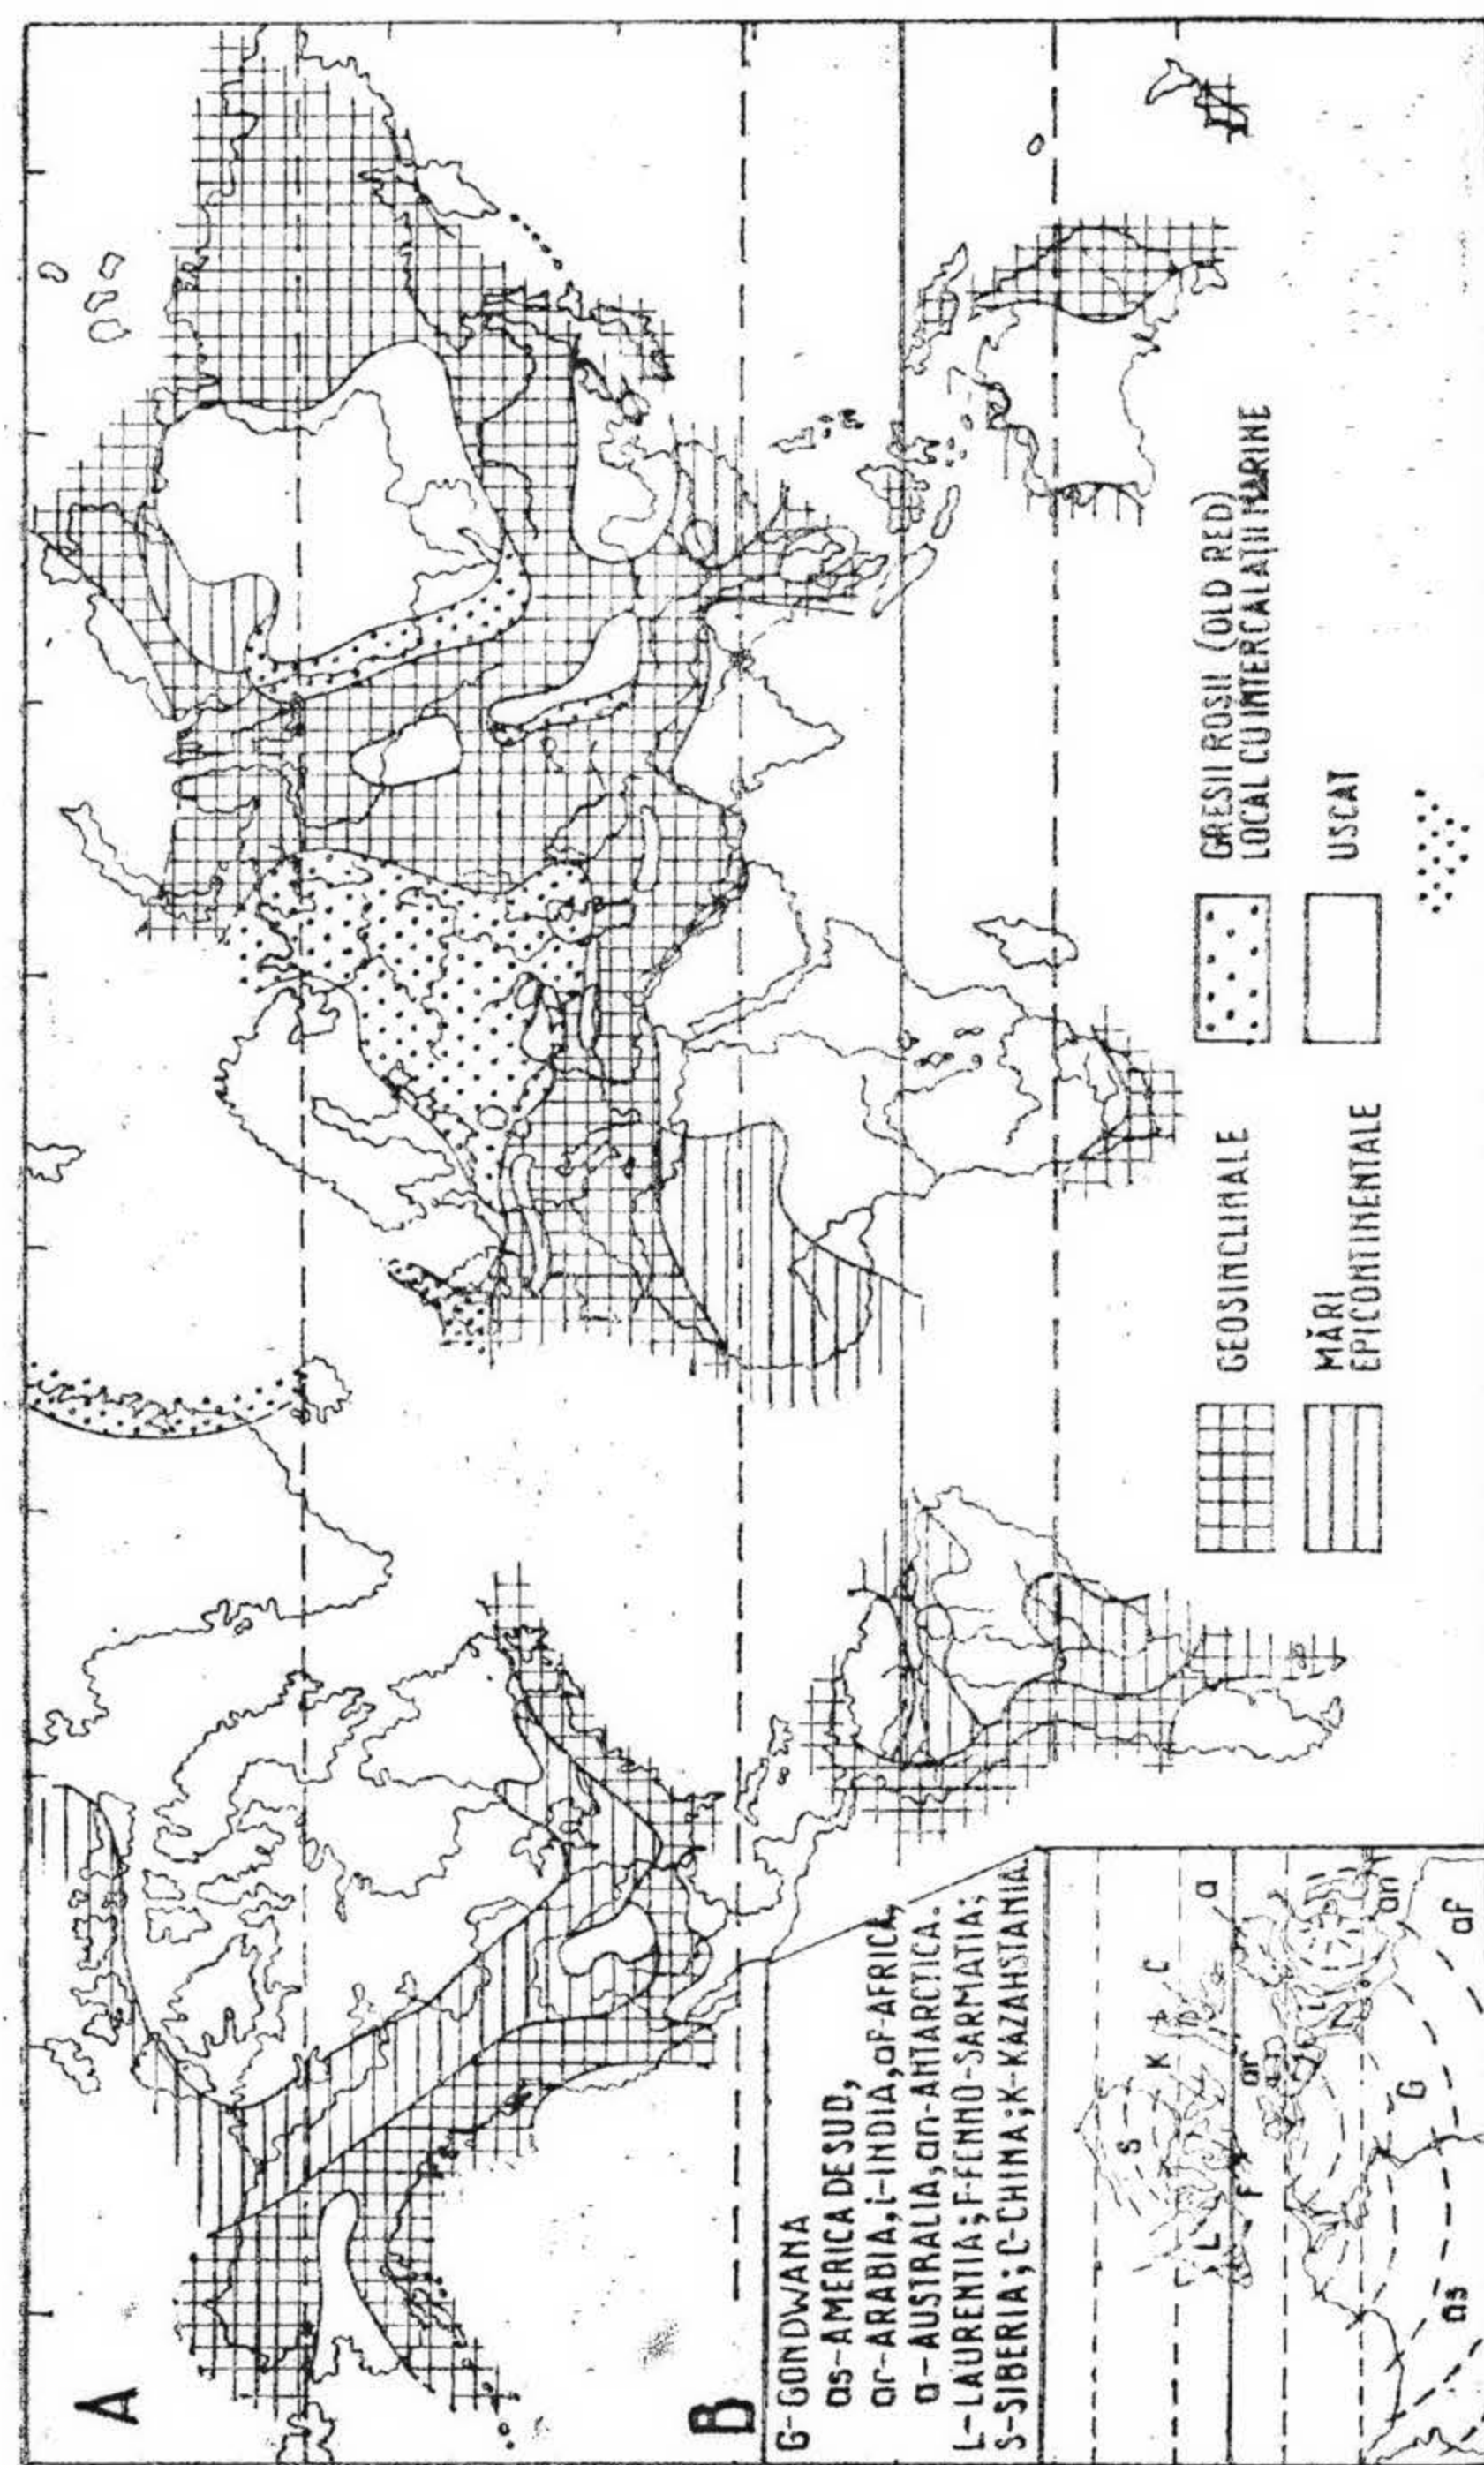 A
B
G-GONDWANA
as-AMERICA DE SUD,
ar-ARABIA, i-INDIA, af-AFRICA,
a-AUSTRALIA, an-ANTARCTICA.
L-LAURENTIA; F-FENNO-SARMATIA;
S-SIBERIA; C-CHINA; K-KAZAHSTANIA
GEOSINCLINALE
MĂRI
EPICONTINENTALE
GRESII ROSII (OLD RED)
LOCAL CU INTERCALAȚII MARINE
USCAT
S
K
C
a
L
F
ar
i
an
G
as
af